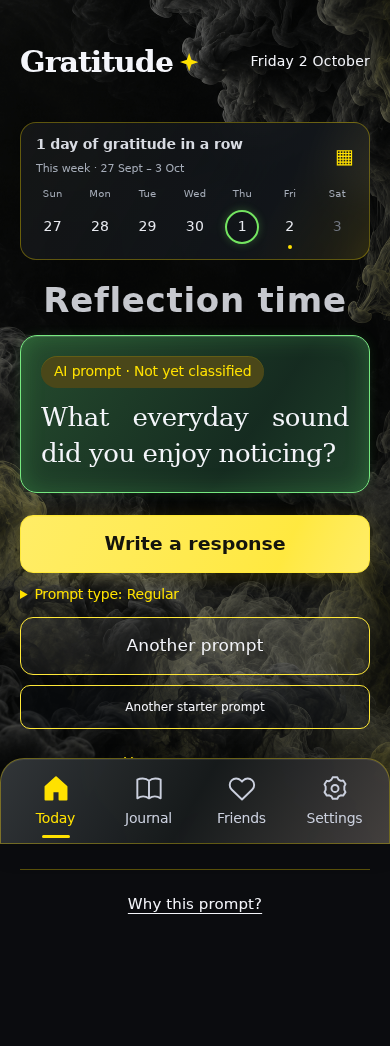 Gratitude
Friday 2 October
1 day of gratitude in a row
This week · 27 Sept – 3 Oct
Sun Mon Tue Wed Thu Fri Sat
27 28 29 30 1 2 3
Reflection time
AI prompt · Not yet classified
What everyday sound
did you enjoy noticing?
Write a response
Prompt type: Regular
Another prompt
Another starter prompt
Today Journal Friends Settings
Why this prompt?